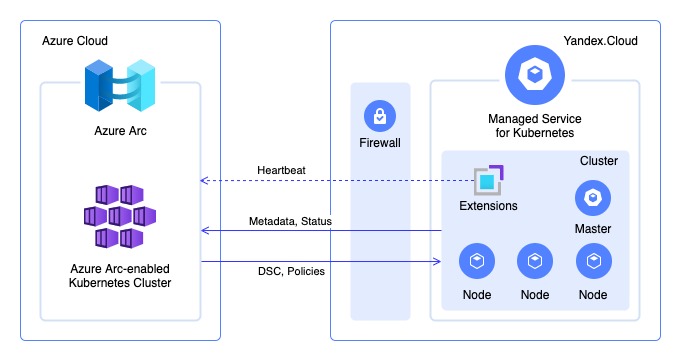 Azure Cloud
Azure Arc
Azure Arc-enabled
Kubernetes Cluster
Heartbeat
Metadata, Status
DSC, Policies
Yandex.Cloud
Firewall
Managed Service
for Kubernetes
Cluster
Extensions
Master
Node
Node
Node